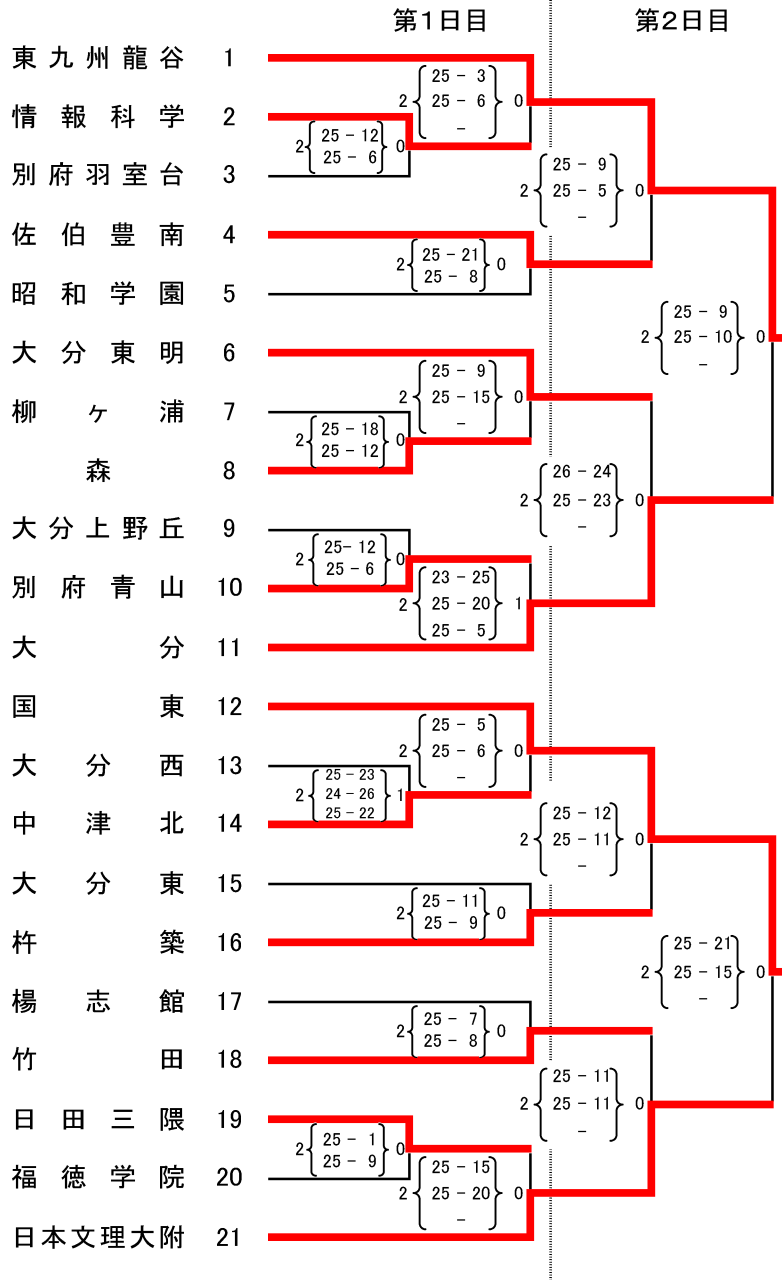 第1日目 第2日目
東九州龍谷 1
25 - 3
2 25 - 6 0
-
情報科学 2
25 - 12
2 0
25 - 6
別府羽室台 3
25 - 9
2 25 - 5 0
-
佐伯豊南 4
25 - 21
2 0
25 - 8
昭和学園 5
25 - 9
2 25 - 10 0
-
大分東明 6
25 - 9
2 25 - 15 0
-
柳ヶ浦 7
25 - 18
2 0
25 - 12
森 8
26 - 24
2 25 - 23 0
-
大分上野丘 9
25- 12
2 0
25 - 6
別府青山 10
23 - 25
2 25 - 20 1
25 - 5
大分 11
国東 12
25 - 5
2 25 - 6 0
-
大分西 13
25 - 23
2 24 - 26 1
25 - 22
中津北 14
25 - 12
2 25 - 11 0
-
大分東 15
25 - 11
2 0
25 - 9
杵築 16
25 - 21
2 25 - 15 0
-
楊志館 17
25 - 7
2 0
25 - 8
竹田 18
25 - 11
2 25 - 11 0
-
日田三隈 19
25 - 1
2 0
25 - 9
福徳学院 20
25 - 15
2 25 - 20 0
-
日本文理大附 21